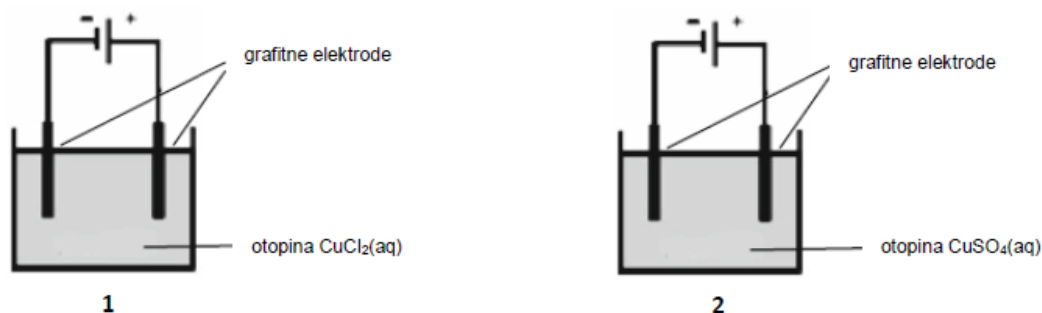 - +
grafitne elektrode
otopina CuCl₂(aq)
1
- +
grafitne elektrode
otopina CuSO₄(aq)
2